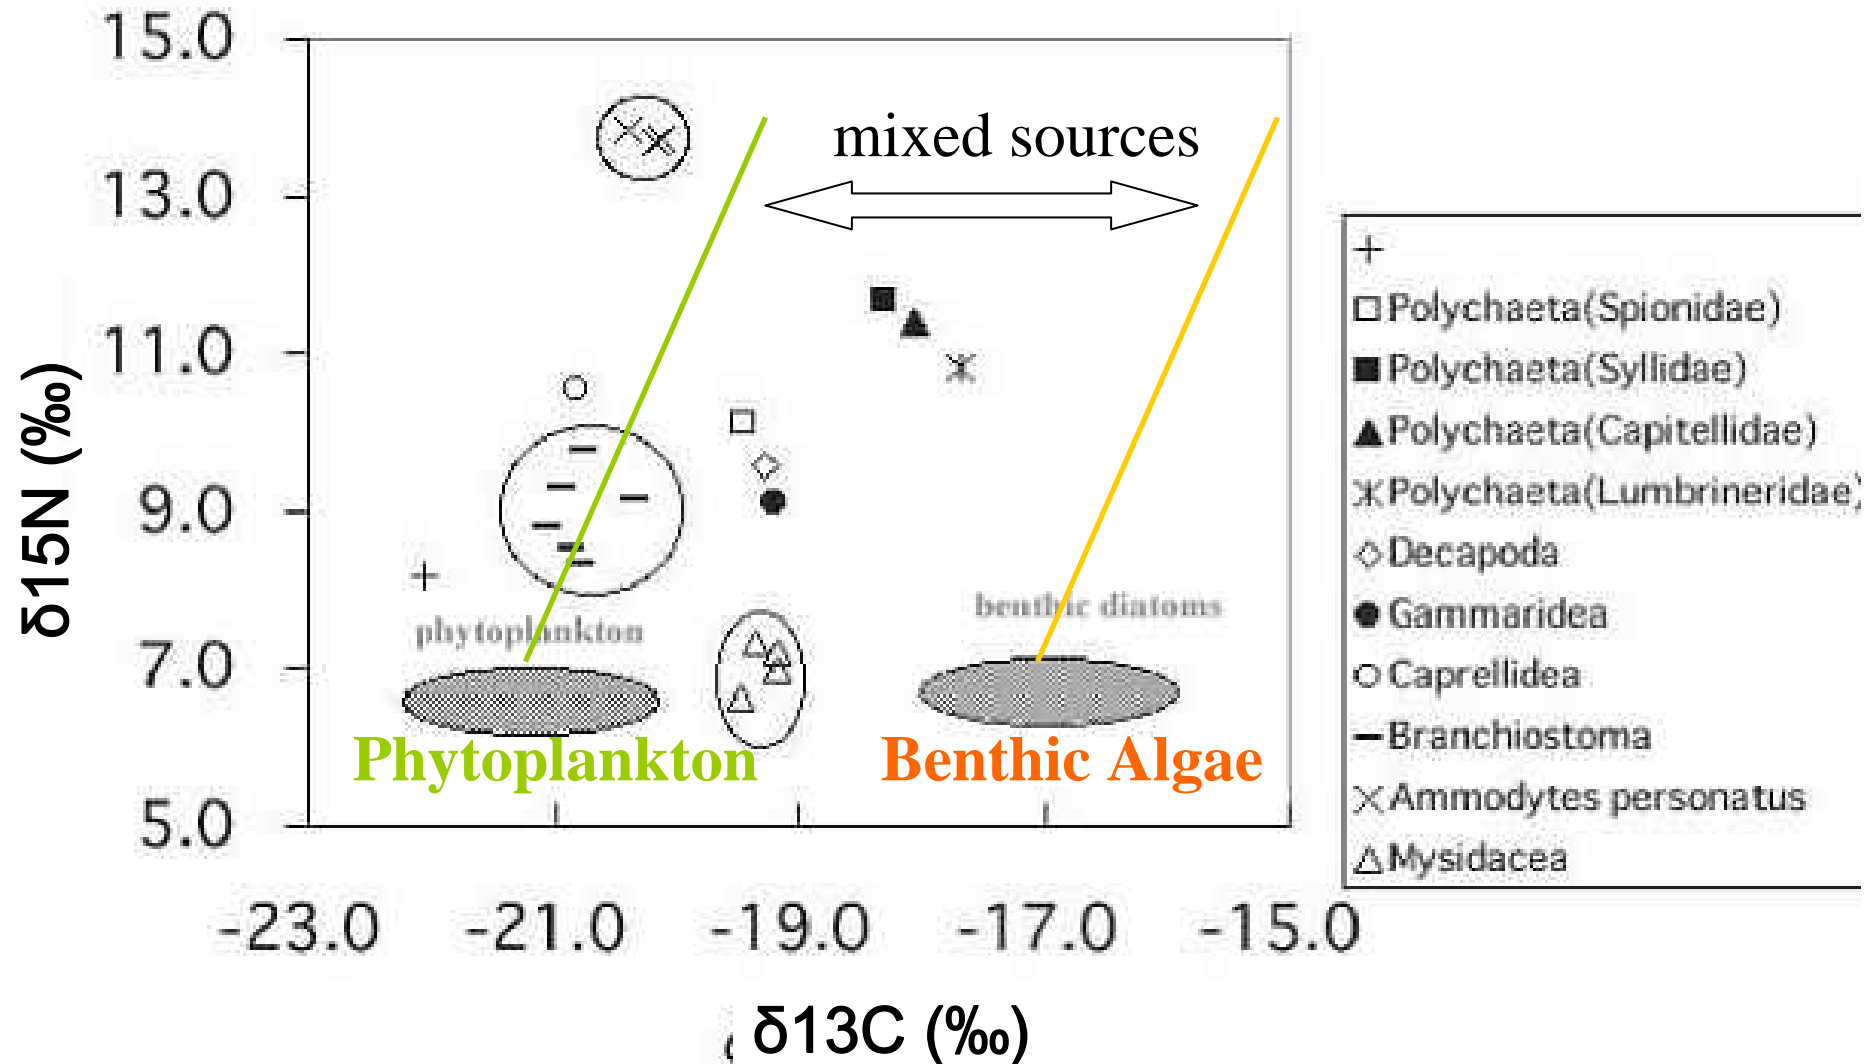 15.0
13.0
11.0
9.0
7.0
5.0
δ15N (‰)
mixed sources
phytoplankton
benthic diatoms
Phytoplankton
Benthic Algae
-23.0
-21.0
-19.0
-17.0
-15.0
δ13C (‰)
Polychaeta(Spionidae)
Polychaeta(Syllidae)
Polychaeta(Capitellidae)
Polychaeta(Lumbrineridae)
Decapoda
Gammaridea
Caprellidea
Branchiostoma
Ammodytes personatus
Mysidacea